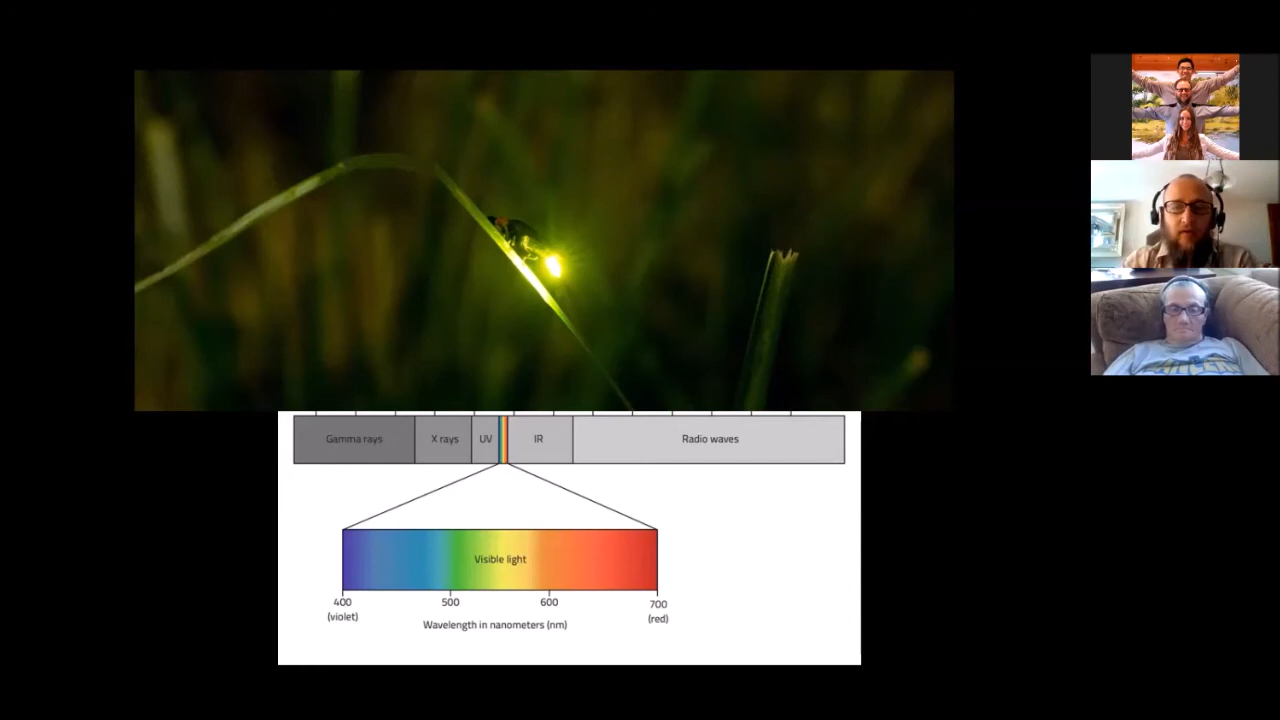 Gamma rays X rays UV IR Radio waves
Visible light
400 500 600 700
(violet) (red)
Wavelength in nanometers (nm)